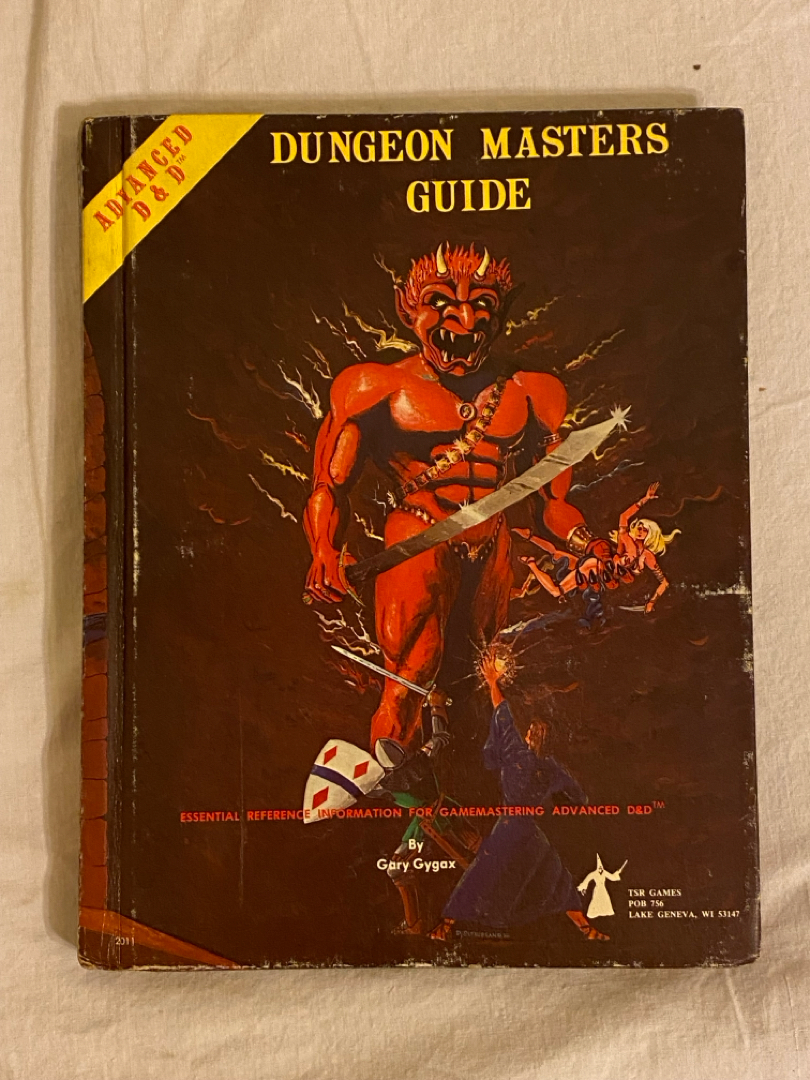 ADVANCED
D & D™
DUNGEON MASTERS
GUIDE
ESSENTIAL REFERENCE INFORMATION FOR GAMEMASTERING ADVANCED D&D™
By
Gary Gygax
TSR GAMES
POB 756
LAKE GENEVA, WI 53147
2011